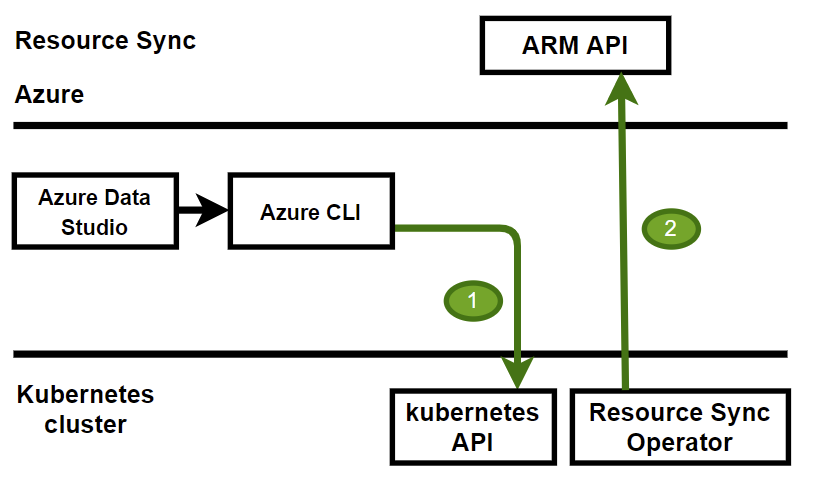 Resource Sync
ARM API
Azure
Azure Data
Studio
Azure CLI
2
1
Kubernetes
cluster
kubernetes
API
Resource Sync
Operator